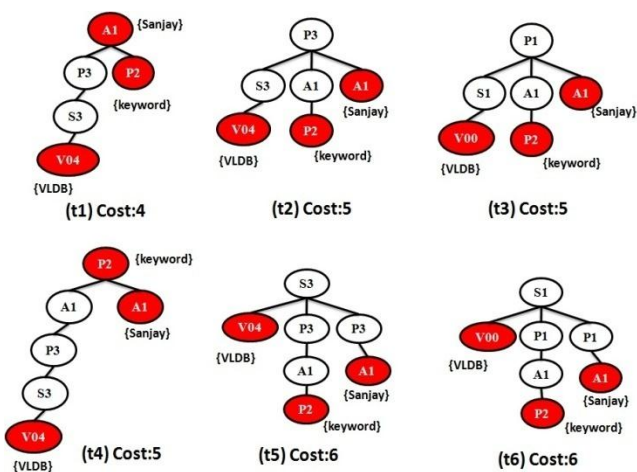 A1 {Sanjay}
P3 P2
{keyword}
S3
V04
{VLDB}
(t1) Cost:4
P3
S3 A1 A1
{Sanjay}
V04 P2
{VLDB} {keyword}
(t2) Cost:5
P1
S1 A1 A1
{Sanjay}
V00 P2
{VLDB} {keyword}
(t3) Cost:5
P2 {keyword}
A1 A1
{Sanjay}
P3
S3
V04
{VLDB}
(t4) Cost:5
S3
V04 P3 P3
{VLDB}
A1 A1
{Sanjay}
P2
{keyword}
(t5) Cost:6
S1
V00 P1 P1
{VLDB}
A1 A1
{Sanjay}
P2
{keyword}
(t6) Cost:6